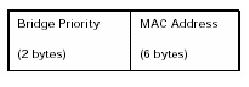 Bridge Priority
(2 bytes)
MAC Address
(6 bytes)